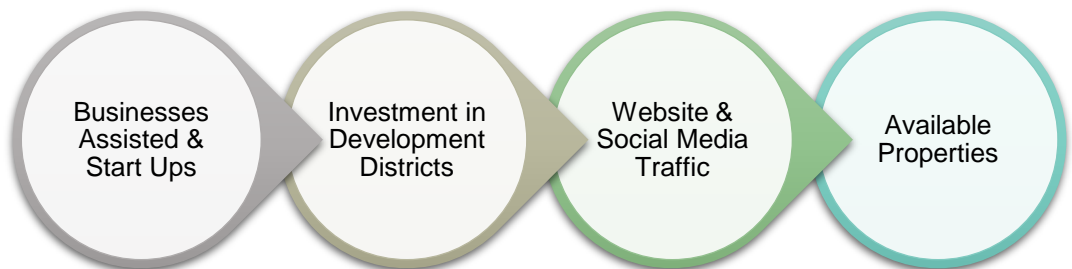 Businesses
Assisted &
Start Ups
Investment in
Development
Districts
Website &
Social Media
Traffic
Available
Properties